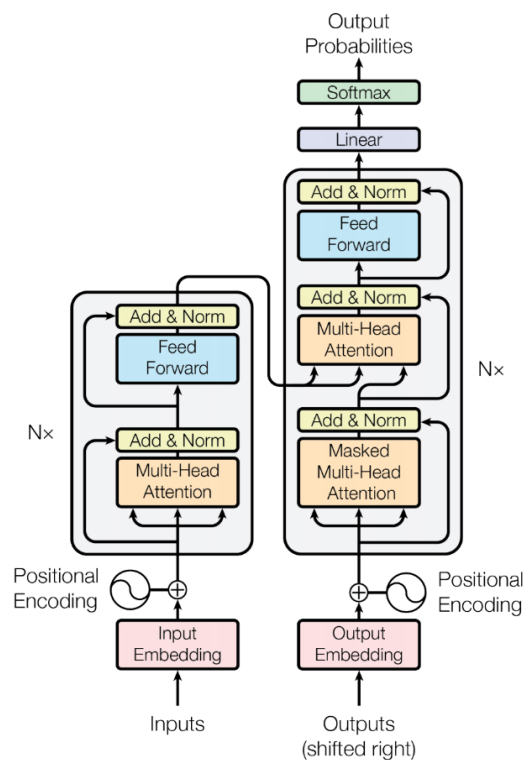 Output
Probabilities
Softmax
Linear
Add & Norm
Feed
Forward
Add & Norm
Multi-Head
Attention
Nx
Add & Norm
Masked
Multi-Head
Attention
Add & Norm
Feed
Forward
Nx
Add & Norm
Multi-Head
Attention
Positional
Encoding
Positional
Encoding
Input
Embedding
Output
Embedding
Inputs
Outputs
(shifted right)